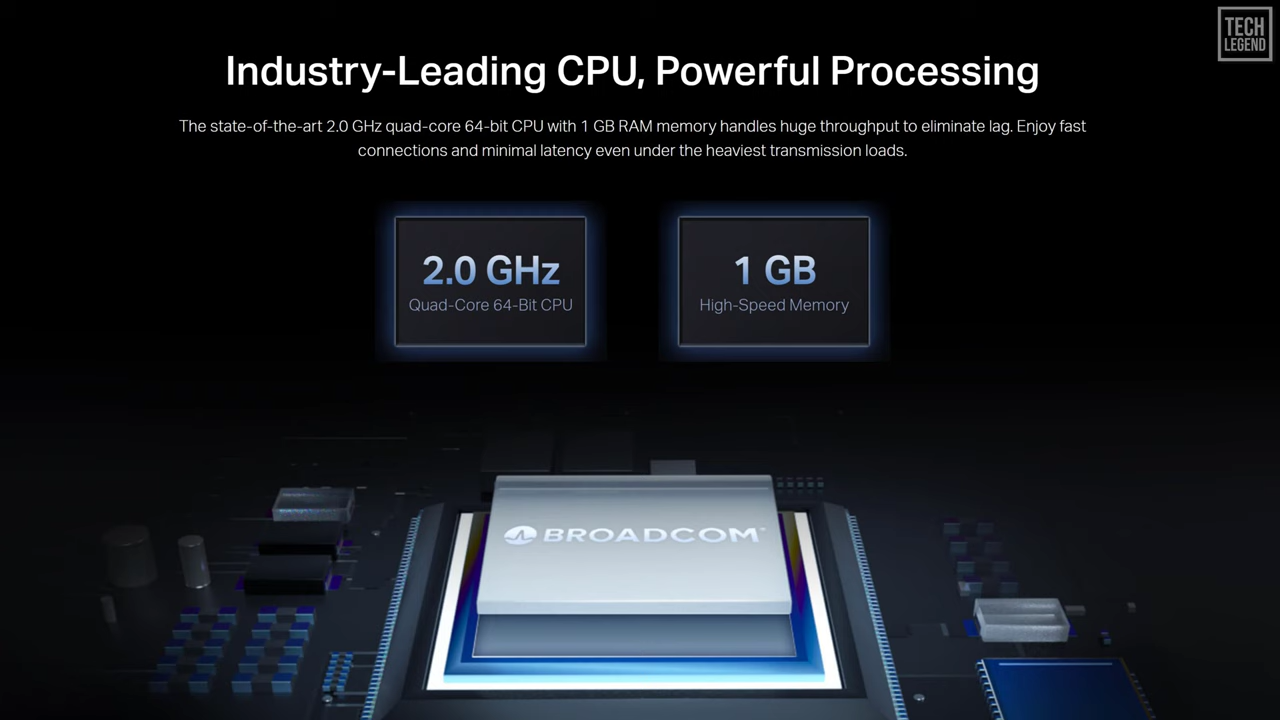 TECH
LEGEND
Industry-Leading CPU, Powerful Processing
The state-of-the-art 2.0 GHz quad-core 64-bit CPU with 1 GB RAM memory handles huge throughput to eliminate lag. Enjoy fast
connections and minimal latency even under the heaviest transmission loads.
2.0 GHz
Quad-Core 64-Bit CPU
1 GB
High-Speed Memory
BROADCOM™